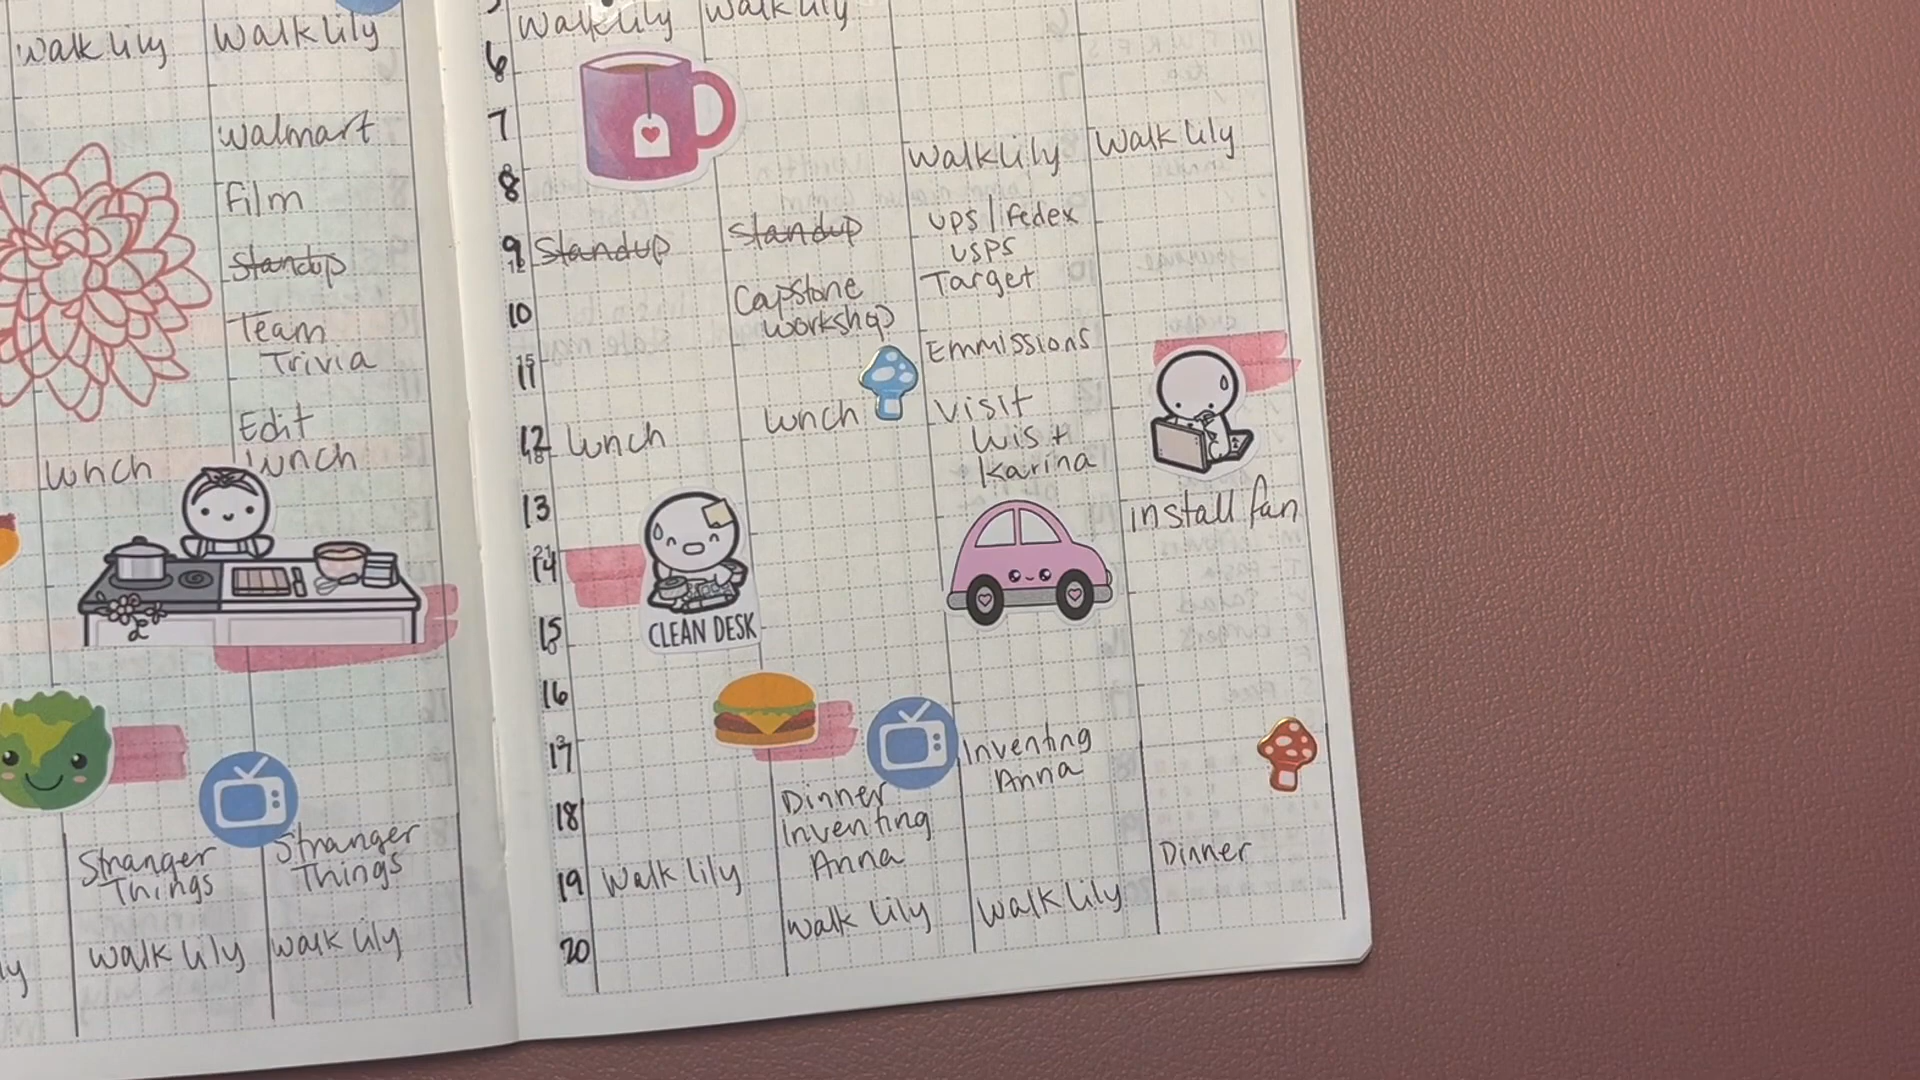 Walk Lily
Walk Lily
Walmart
Film
Standup
Team
Trivia
Edit
Lunch
Lunch
Stranger
Things
Stranger
Things
Walk Lily
Walk Lily
ly
Walk Lily
Walk Lily
6
7
8
9
10
11
12
13
14
15
16
17
18
19
20
Standup
Lunch
CLEAN DESK
Walk Lily
Standup
Capstone
Workshop
Lunch
Dinner
Inventing
Anna
Walk Lily
Walk Lily
UPS / Fedex
USPS
Target
Emmissions
Visit
Luis +
Karina
Inventing
Anna
Walk Lily
Walk Lily
install fan
Dinner